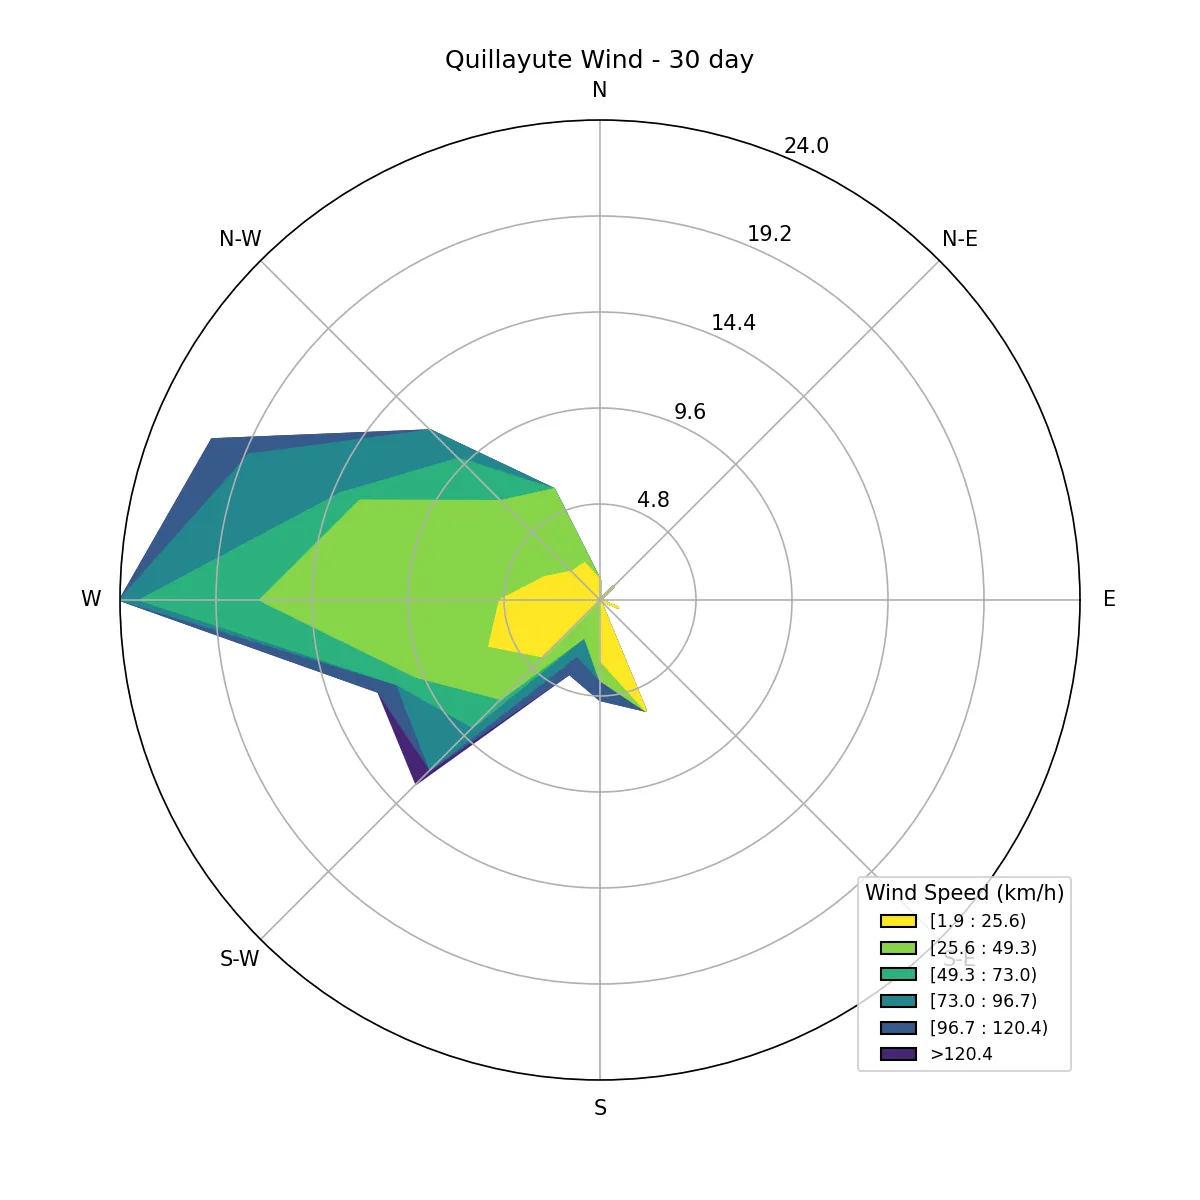 Quillayute Wind - 30 day
N
24.0
N-W
19.2
N-E
14.4
9.6
4.8
W
E
S-W
S-E
Wind Speed (km/h)
[1.9 : 25.6)
[25.6 : 49.3)
[49.3 : 73.0)
[73.0 : 96.7)
[96.7 : 120.4)
>120.4
S